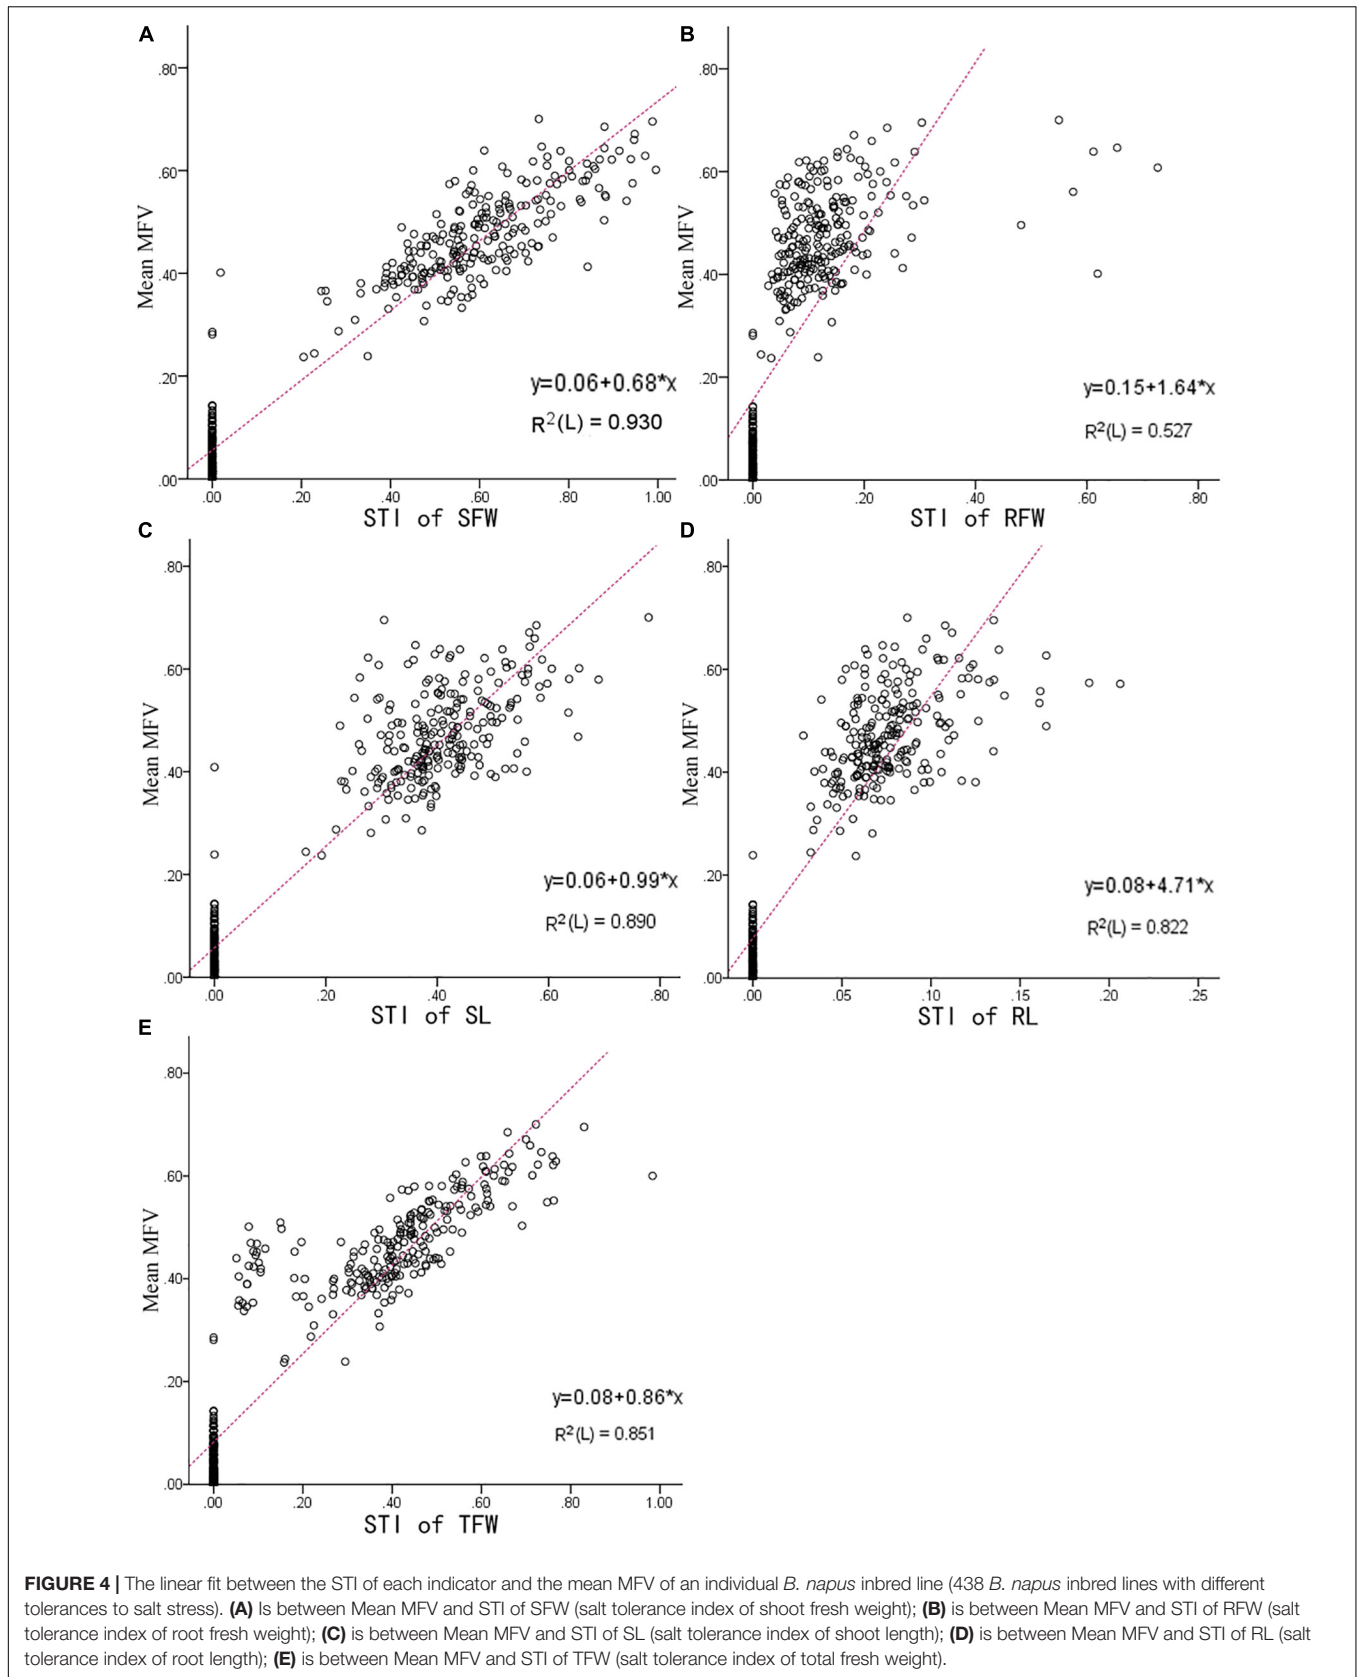 A
.80
.60
.40
.20
.00
Mean MFV
y=0.06+0.68*x
R²(L) = 0.930
.00 .20 .40 .60 .80 1.00
STI of SFW
B
.80
.60
.40
.20
.00
Mean MFV
y=0.15+1.64*x
R²(L) = 0.527
.00 .20 .40 .60 .80
STI of RFW
C
.80
.60
.40
.20
.00
Mean MFV
y=0.06+0.99*x
R²(L) = 0.890
.00 .20 .40 .60 .80
STI of SL
D
.80
.60
.40
.20
.00
Mean MFV
y=0.08+4.71*x
R²(L) = 0.822
.00 .05 .10 .15 .20 .25
STI of RL
E
.80
.60
.40
.20
.00
Mean MFV
y=0.08+0.86*x
R²(L) = 0.851
.00 .20 .40 .60 .80 1.00
STI of TFW
FIGURE 4 | The linear fit between the STI of each indicator and the mean MFV of an individual B. napus inbred line (438 B. napus inbred lines with different
tolerances to salt stress). (A) Is between Mean MFV and STI of SFW (salt tolerance index of shoot fresh weight); (B) is between Mean MFV and STI of RFW (salt
tolerance index of root fresh weight); (C) is between Mean MFV and STI of SL (salt tolerance index of shoot length); (D) is between Mean MFV and STI of RL (salt
tolerance index of root length); (E) is between Mean MFV and STI of TFW (salt tolerance index of total fresh weight).